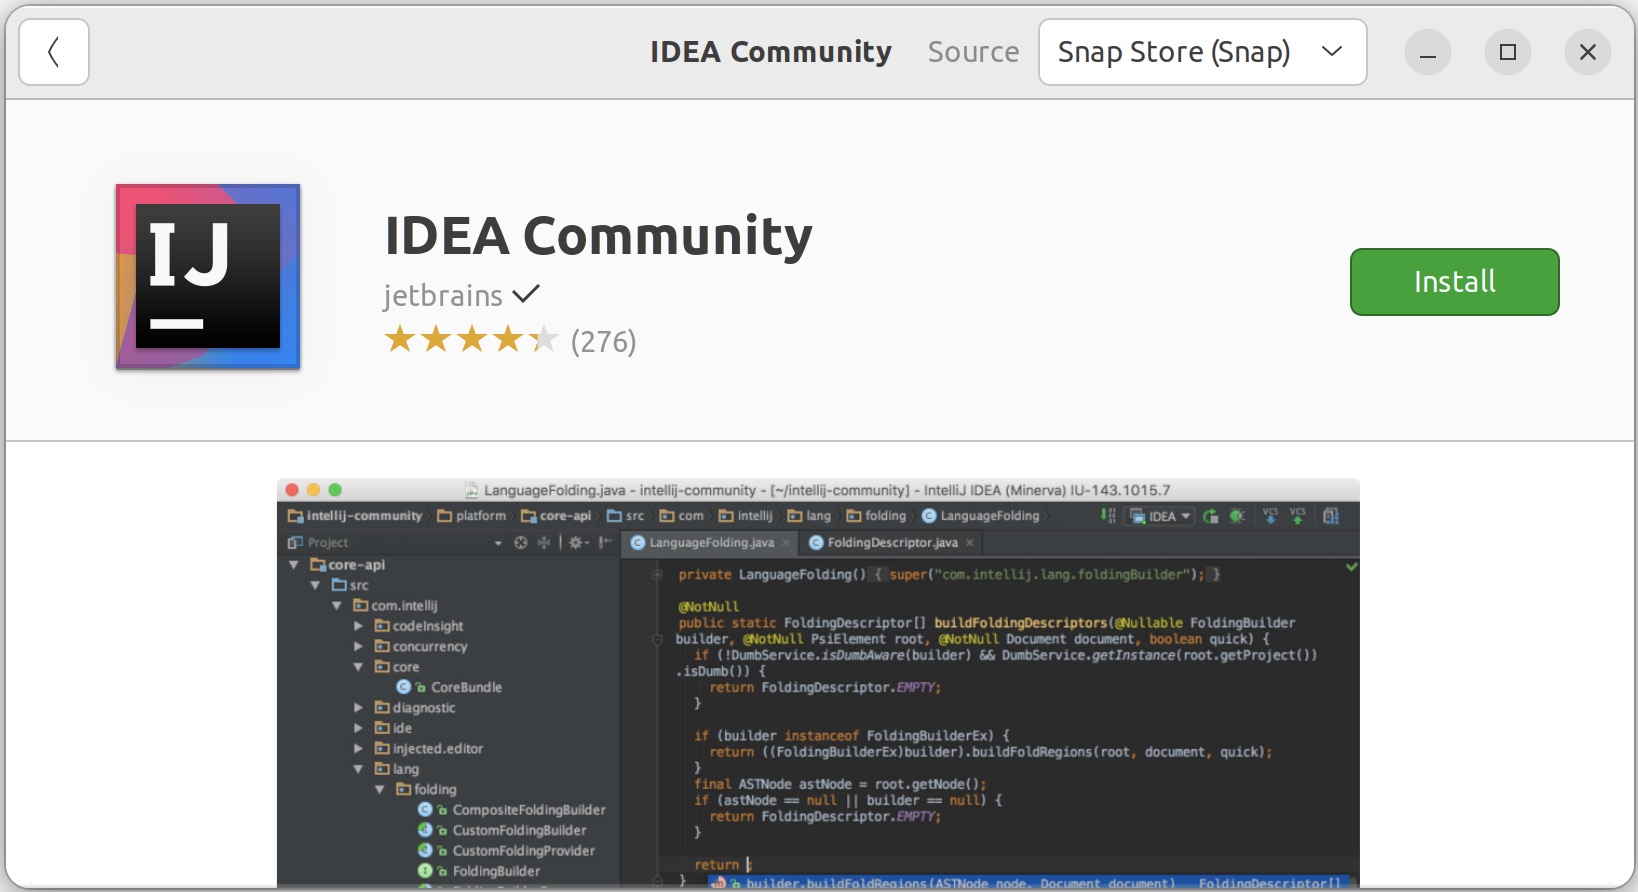 IDEA Community Source Snap Store (Snap)
IJ
IDEA Community
jetbrains
(276)
Install
LanguageFolding.java - intellij-community - [~/intellij-community] - IntelliJ IDEA (Minerva) IU-143.1015.7
intellij-community platform core-api src com intellij lang folding LanguageFolding IDEA VCS VCS
Project
LanguageFolding.java FoldingDescriptor.java
core-api
src
com.intellij
codeInsight
concurrency
core
CoreBundle
diagnostic
ide
injected.editor
lang
folding
CompositeFoldingBuilder
CustomFoldingBuilder
CustomFoldingProvider
FoldingBuilder
private LanguageFolding() { super("com.intellij.lang.foldingBuilder"); }
@NotNull
public static FoldingDescriptor[] buildFoldingDescriptors(@Nullable FoldingBuilder
builder, @NotNull PsiElement root, @NotNull Document document, boolean quick) {
if (!DumbService.isDumbAware(builder) && DumbService.getInstance(root.getProject())
.isDumb()) {
return FoldingDescriptor.EMPTY;
}
if (builder instanceof FoldingBuilderEx) {
return ((FoldingBuilderEx)builder).buildFoldRegions(root, document, quick);
}
final ASTNode astNode = root.getNode();
if (astNode == null || builder == null) {
return FoldingDescriptor.EMPTY;
}
return ;
} builder.buildFoldRegions(ASTNode node, Document document) FoldingDescriptor[]